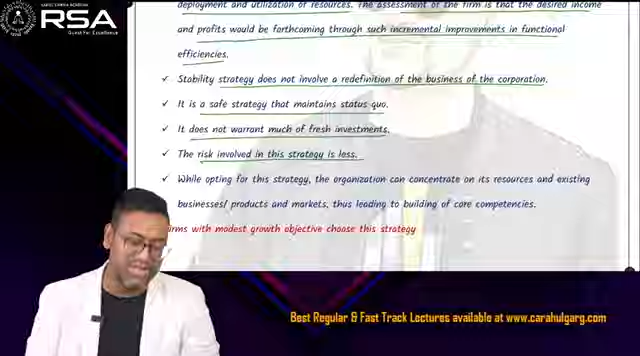 RSA
Quest For Excellence
deployment and utilization of resources. The assessment of the firm is that the desired income
and profits would be forthcoming through such incremental improvements in functional
efficiencies.
✓ Stability strategy does not involve a redefinition of the business of the corporation.
✓ It is a safe strategy that maintains status quo.
✓ It does not warrant much of fresh investments.
✓ The risk involved in this strategy is less.
✓ While opting for this strategy, the organization can concentrate on its resources and existing
businesses/ products and markets, thus leading to building of core competencies.
with modest growth objective choose this strategy
Best Regular & Fast Track Lectures available at www.carahulgarg.com